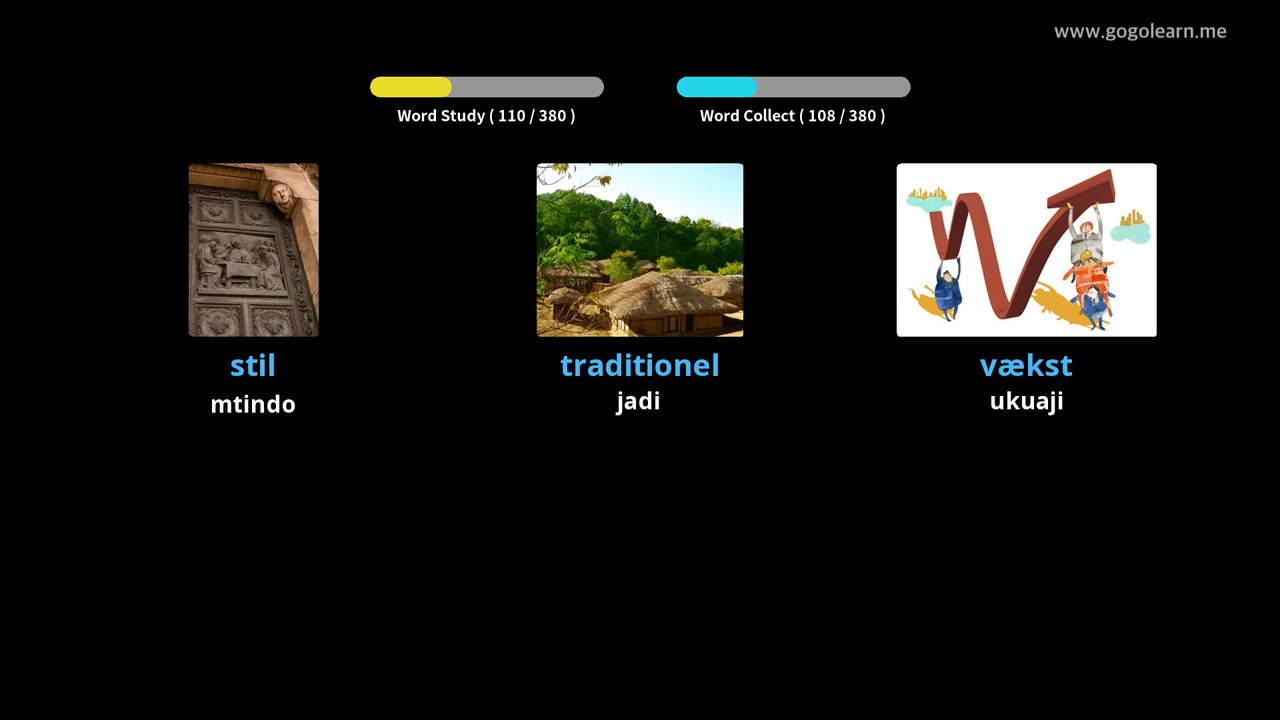 www.gogolearn.me
Word Study ( 110 / 380 )
Word Collect ( 108 / 380 )
stil
traditionel
vækst
mtindo
jadi
ukuaji